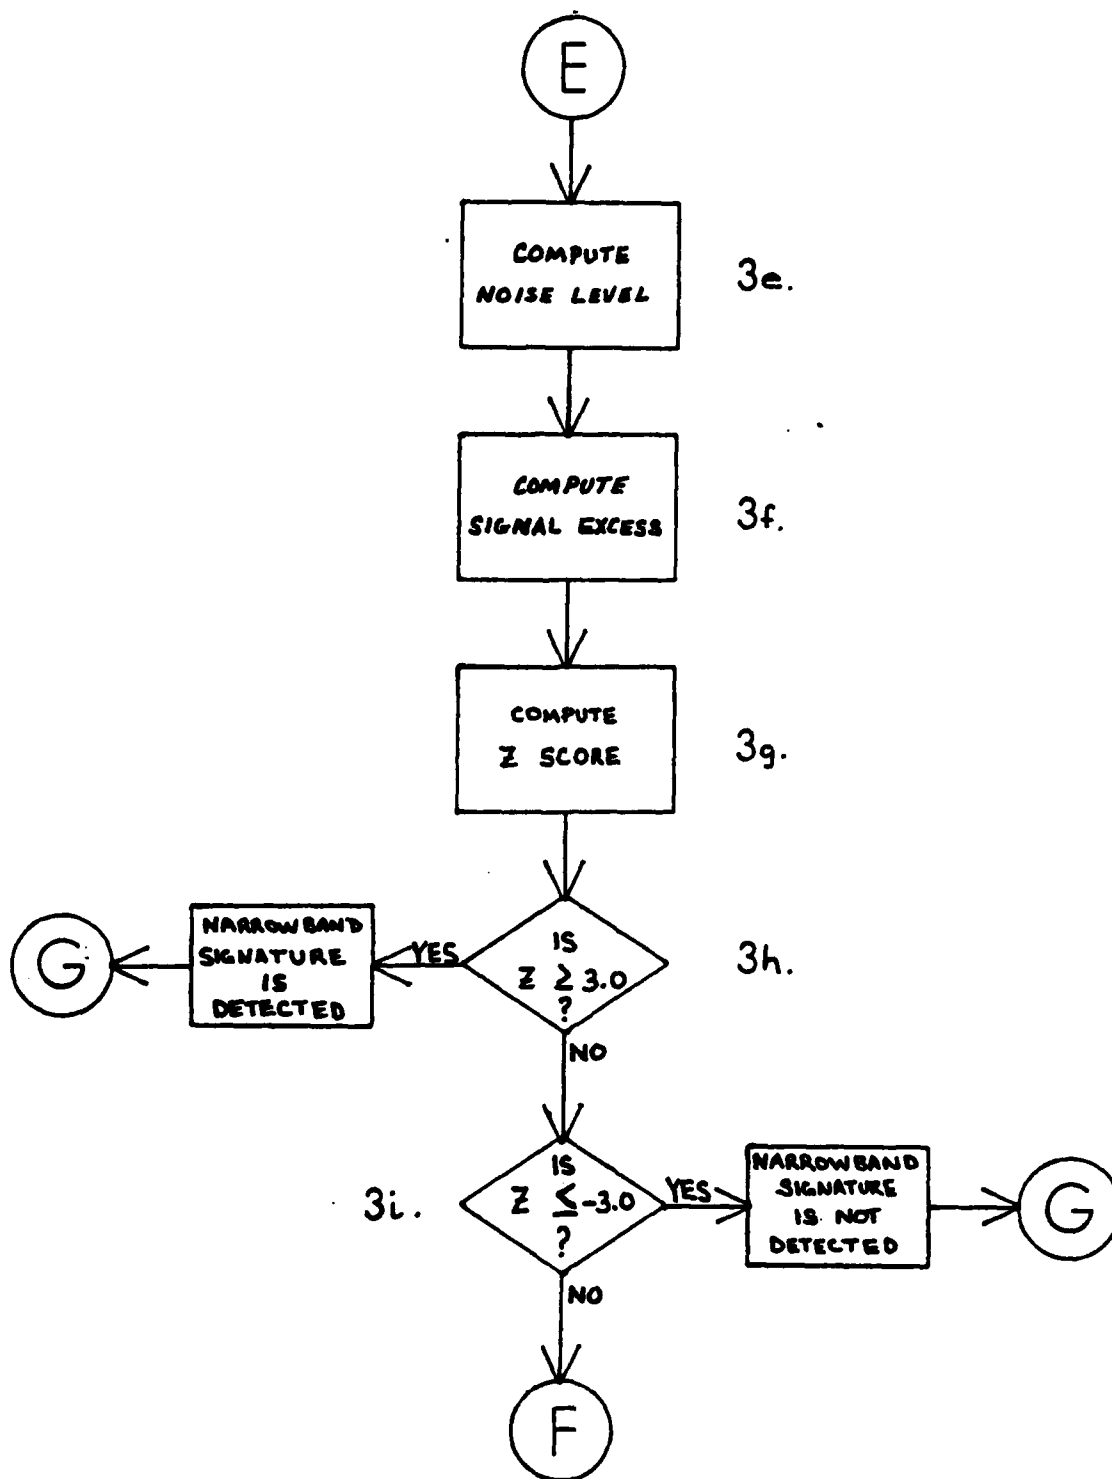 E
COMPUTE
NOISE LEVEL
3e.
COMPUTE
SIGNAL EXCESS
3f.
COMPUTE
Z SCORE
3g.
G
NARROWBAND
SIGNATURE
IS
DETECTED
YES
IS
Z ≥ 3.0
?
3h.
NO
3i.
IS
Z ≤ -3.0
?
YES
NARROWBAND
SIGNATURE
IS NOT
DETECTED
G
NO
F